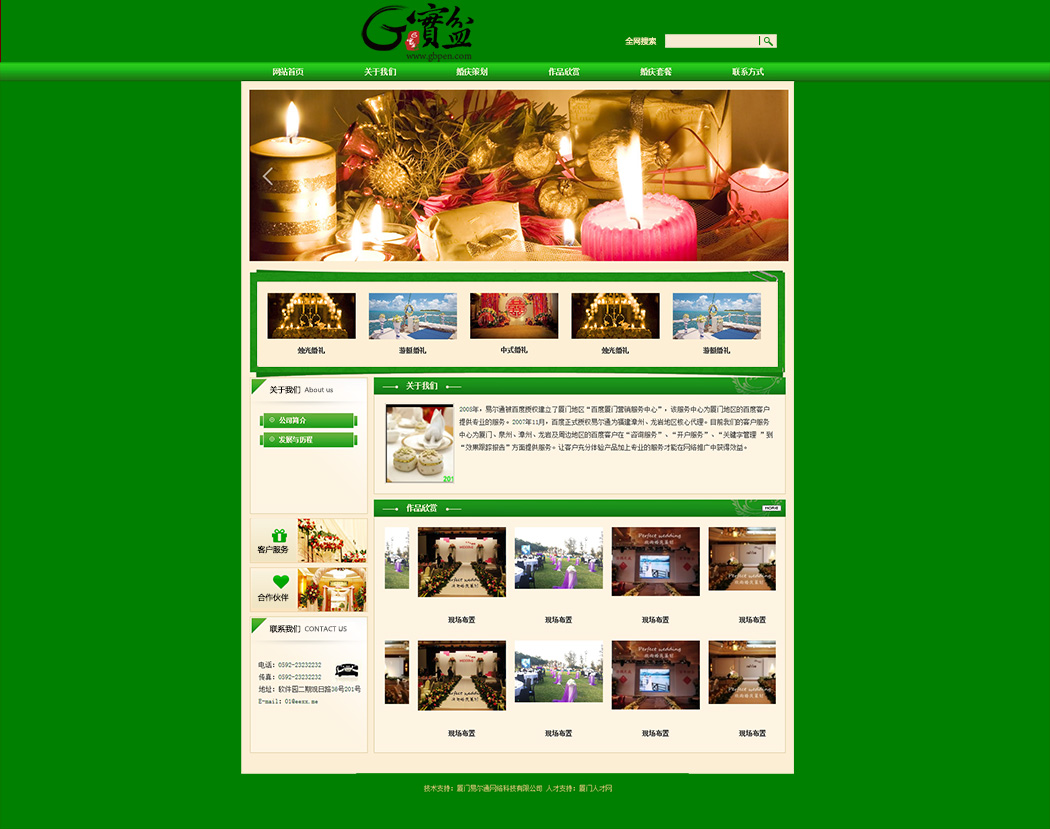 G寶盆
www.gbpen.com
全网搜索
网站首页 关于我们 婚庆策划 作品欣赏 婚庆套餐 联系方式
烛光婚礼 游艇婚礼 中式婚礼 烛光婚礼 游艇婚礼
关于我们 About us
公司简介
发展与历程
关于我们
2008年，易尔通被百度授权建立了厦门地区“百度厦门营销服务中心”，该服务中心为厦门地区的百度客户
提供专业的服务。2007年11月，百度正式授权易尔通为福建漳州、龙岩地区核心代理。目前我们的客户服务
中心为厦门、泉州、漳州、龙岩及周边地区的百度客户在“咨询服务”、“开户服务”、“关键字管理 ”到
“效果跟踪报告”方面提供服务。让客户充分体验产品加上专业的服务才能在网络推广中获得效益。
201
作品欣赏
MORE
Perfect wedding
现场布置 现场布置 现场布置 现场布置
Perfect wedding
现场布置 现场布置 现场布置 现场布置
客户服务
合作伙伴
联系我们 CONTACT US
电话：0592-23232232
传真：0592-23232232
地址：软件园二期观日路38号201号
E-mail：01@eexx.me
技术支持：厦门易尔通网络科技有限公司 人才支持：厦门人才网